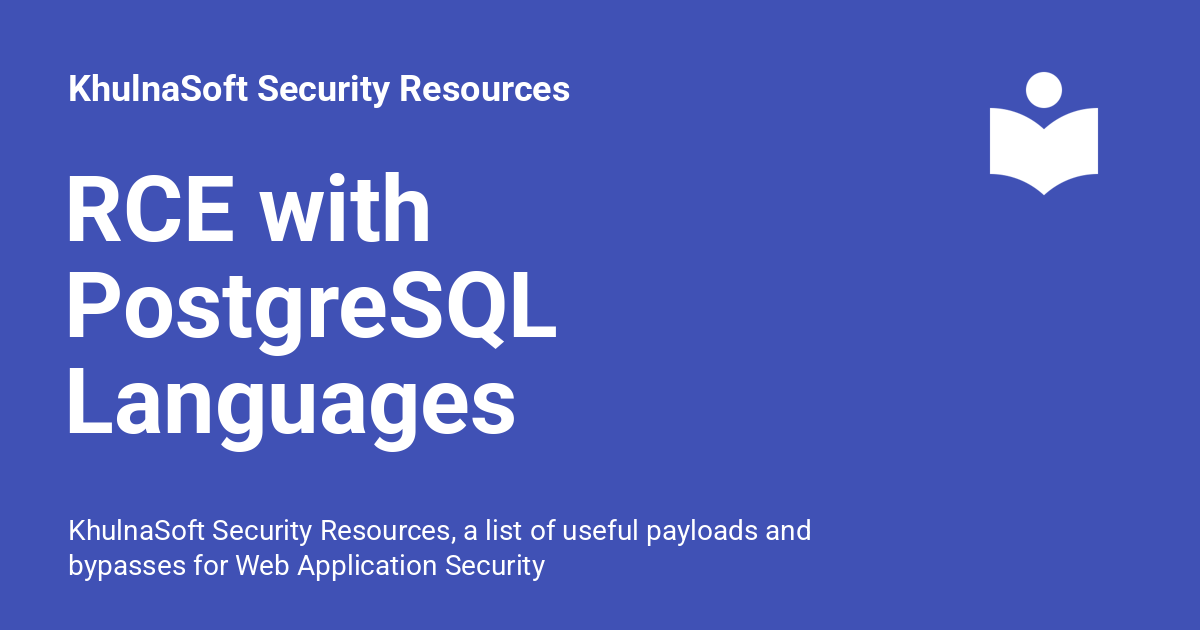 KhulnaSoft Security Resources
RCE with
PostgreSQL
Languages
KhulnaSoft Security Resources, a list of useful payloads and
bypasses for Web Application Security